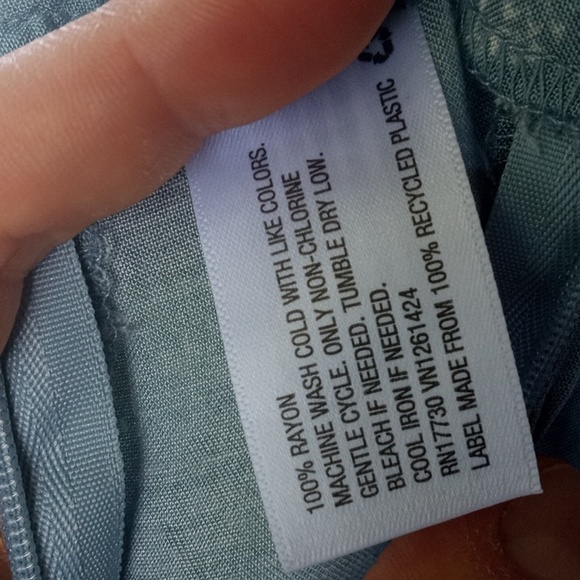 100% RAYON
MACHINE WASH COLD WITH LIKE COLORS.
GENTLE CYCLE. ONLY NON-CHLORINE
BLEACH IF NEEDED. TUMBLE DRY LOW.
COOL IRON IF NEEDED.
RN17730 VN1261424
LABEL MADE FROM 100% RECYCLED PLASTIC